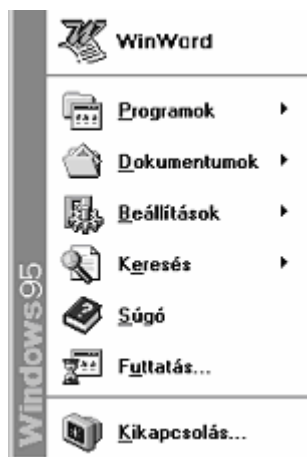 WinWord
Programok
Dokumentumok
Beállítások
Keresés
Súgó
Futtatás...
Kikapcsolás...
Windows95